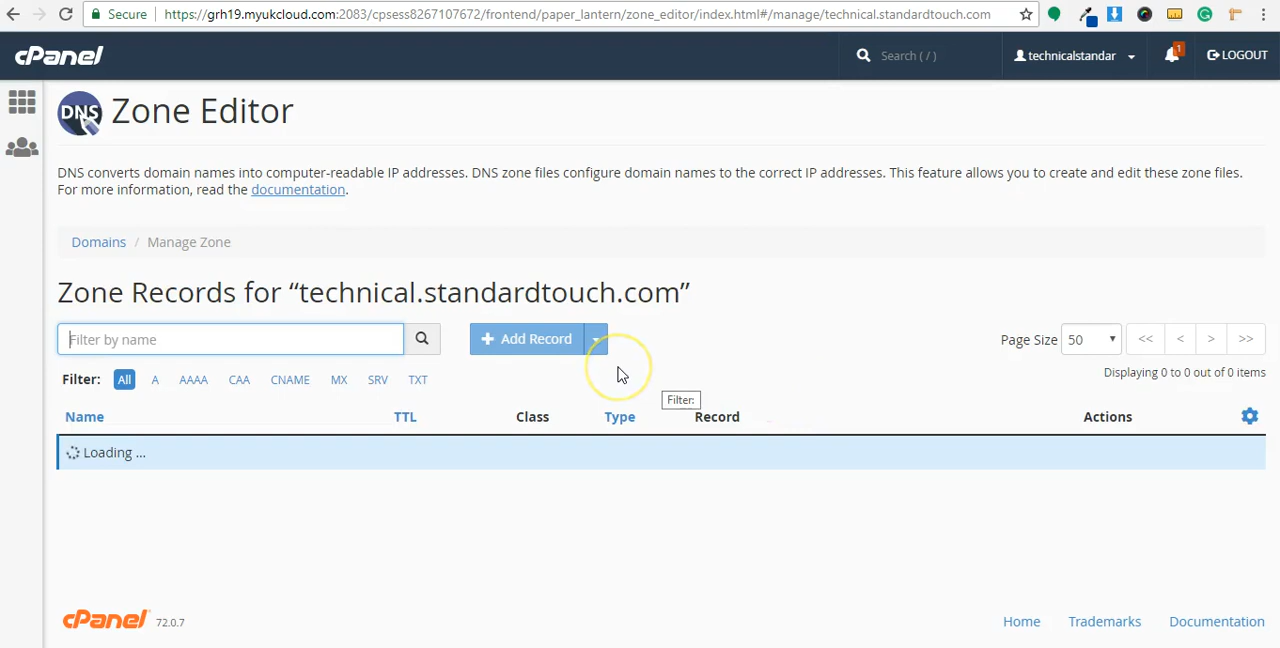 Secure https://grh19.myukcloud.com:2083/cpsess8267107672/frontend/paper_lantern/zone_editor/index.html#/manage/technical.standardtouch.com
cPanel Search ( / ) technicalstandar 1 LOGOUT
DNS Zone Editor
DNS converts domain names into computer-readable IP addresses. DNS zone files configure domain names to the correct IP addresses. This feature allows you to create and edit these zone files.
For more information, read the documentation.
Domains / Manage Zone
Zone Records for “technical.standardtouch.com”
Filter by name + Add Record Page Size 50 << < > >>
Displaying 0 to 0 out of 0 items
Filter: All A AAAA CAA CNAME MX SRV TXT
Filter:
Name TTL Class Type Record Actions
Loading ...
cPanel 72.0.7 Home Trademarks Documentation